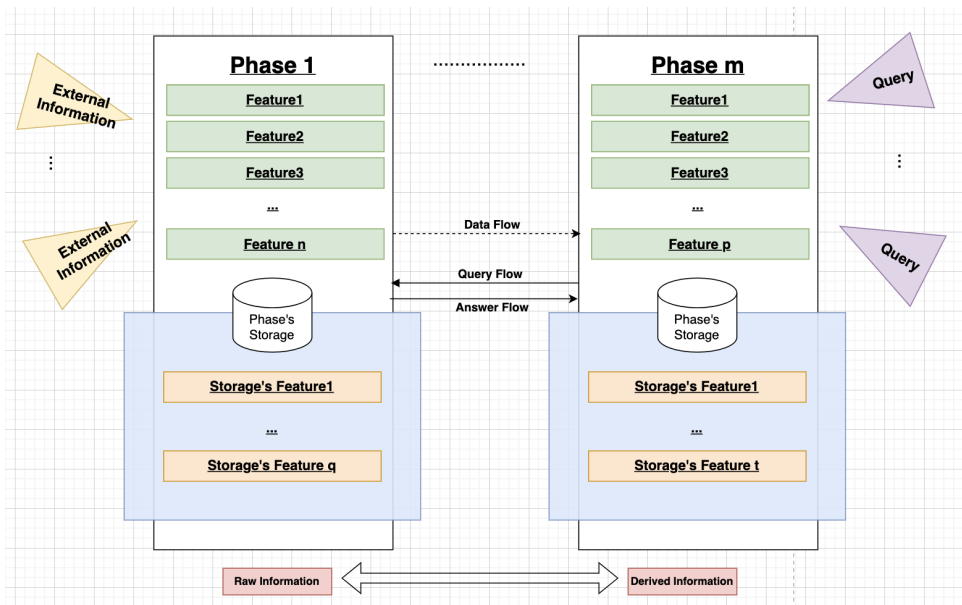 External
Information
External
Information
Phase 1
Feature1
Feature2
Feature3
...
Feature n
Phase's
Storage
Storage's Feature1
...
Storage's Feature q
Data Flow
Query Flow
Answer Flow
Phase m
Feature1
Feature2
Feature3
...
Feature p
Phase's
Storage
Storage's Feature1
...
Storage's Feature t
Query
Query
Raw Information
Derived Information